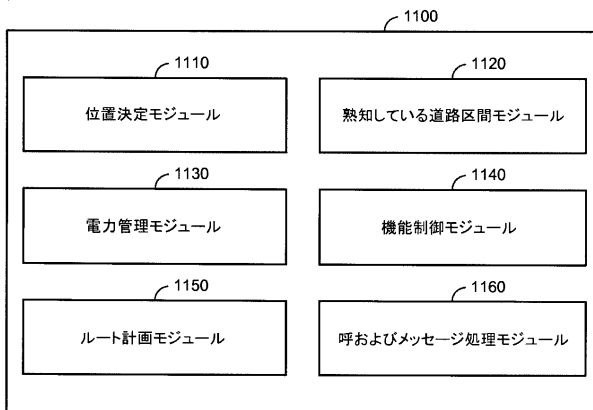 1100
1110
1120
位置決定モジュール
熟知している道路区間モジュール
1130
1140
電力管理モジュール
機能制御モジュール
1150
1160
ルート計画モジュール
呼およびメッセージ処理モジュール